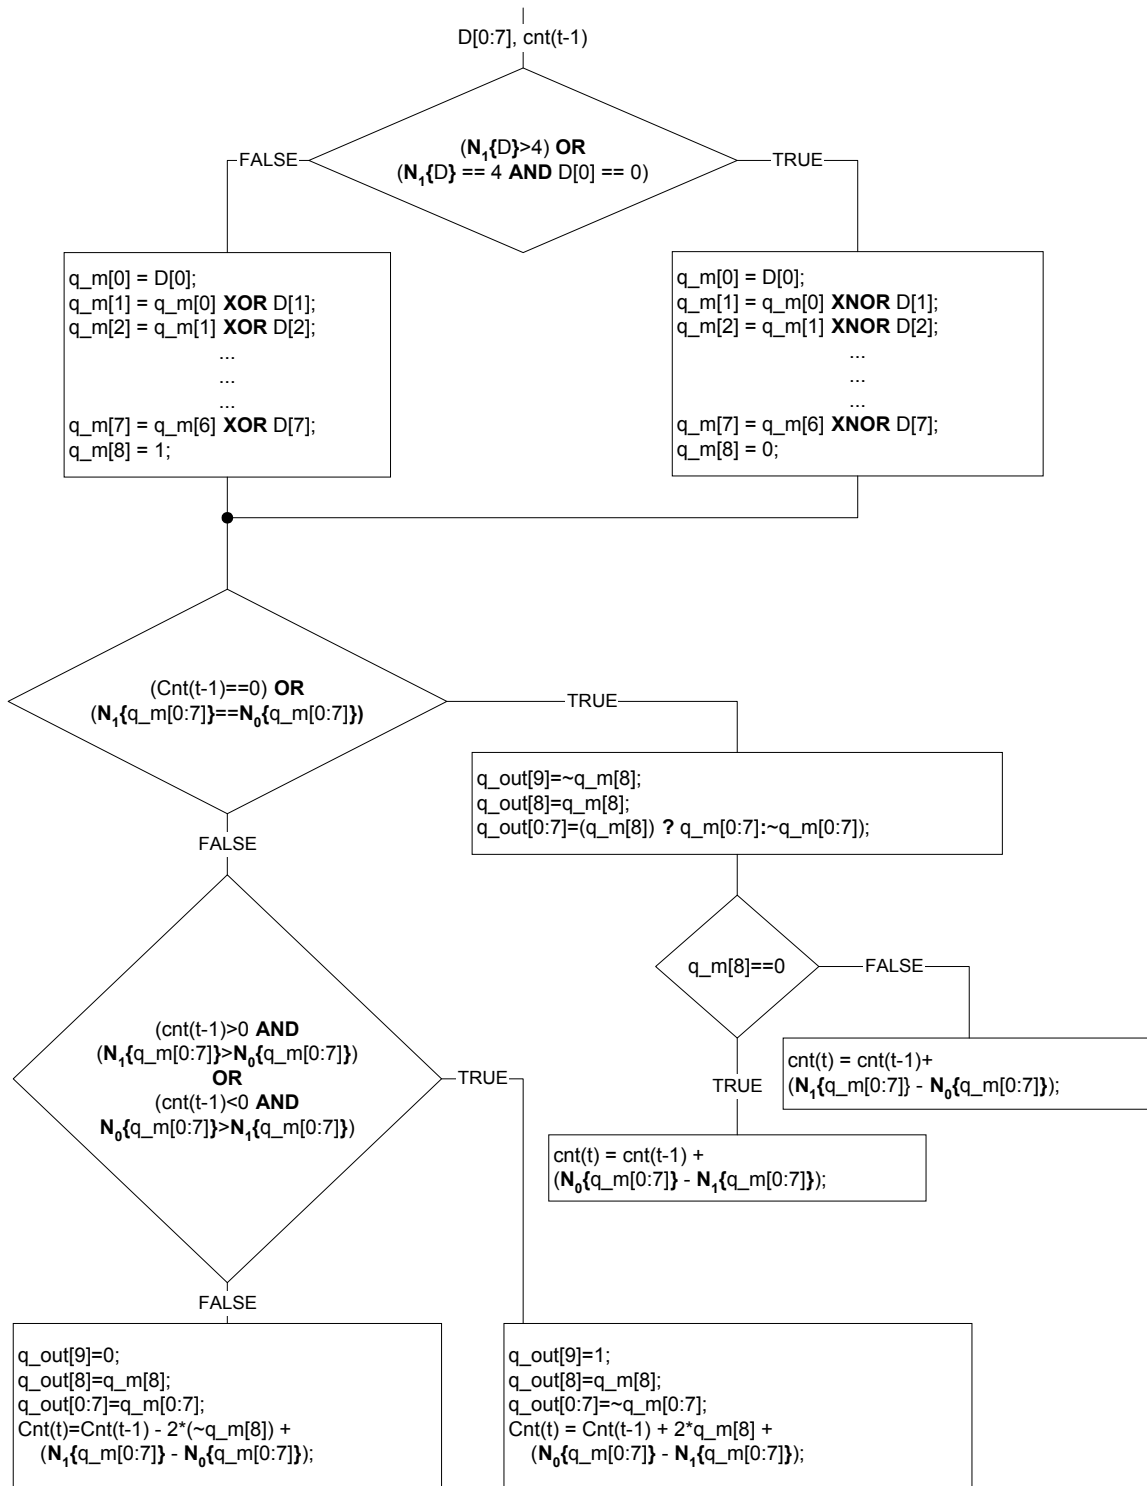 D[0:7], cnt(t-1)
(N1{D}>4) OR
(N1{D} == 4 AND D[0] == 0)
FALSE
TRUE
q_m[0] = D[0];
q_m[1] = q_m[0] XOR D[1];
q_m[2] = q_m[1] XOR D[2];
...
...
...
q_m[7] = q_m[6] XOR D[7];
q_m[8] = 1;
q_m[0] = D[0];
q_m[1] = q_m[0] XNOR D[1];
q_m[2] = q_m[1] XNOR D[2];
...
...
...
q_m[7] = q_m[6] XNOR D[7];
q_m[8] = 0;
(Cnt(t-1)==0) OR
(N1{q_m[0:7]}==N0{q_m[0:7]})
TRUE
FALSE
q_out[9]=~q_m[8];
q_out[8]=q_m[8];
q_out[0:7]=(q_m[8]) ? q_m[0:7]:~q_m[0:7]);
q_m[8]==0
FALSE
TRUE
cnt(t) = cnt(t-1)+
(N1{q_m[0:7]} - N0{q_m[0:7]});
cnt(t) = cnt(t-1) +
(N0{q_m[0:7]} - N1{q_m[0:7]});
(cnt(t-1)>0 AND
(N1{q_m[0:7]}>N0{q_m[0:7]})
OR
(cnt(t-1)<0 AND
N0{q_m[0:7]}>N1{q_m[0:7]})
TRUE
FALSE
q_out[9]=0;
q_out[8]=q_m[8];
q_out[0:7]=q_m[0:7];
Cnt(t)=Cnt(t-1) - 2*(~q_m[8]) +
(N1{q_m[0:7]} - N0{q_m[0:7]});
q_out[9]=1;
q_out[8]=q_m[8];
q_out[0:7]=~q_m[0:7];
Cnt(t) = Cnt(t-1) + 2*q_m[8] +
(N0{q_m[0:7]} - N1{q_m[0:7]});